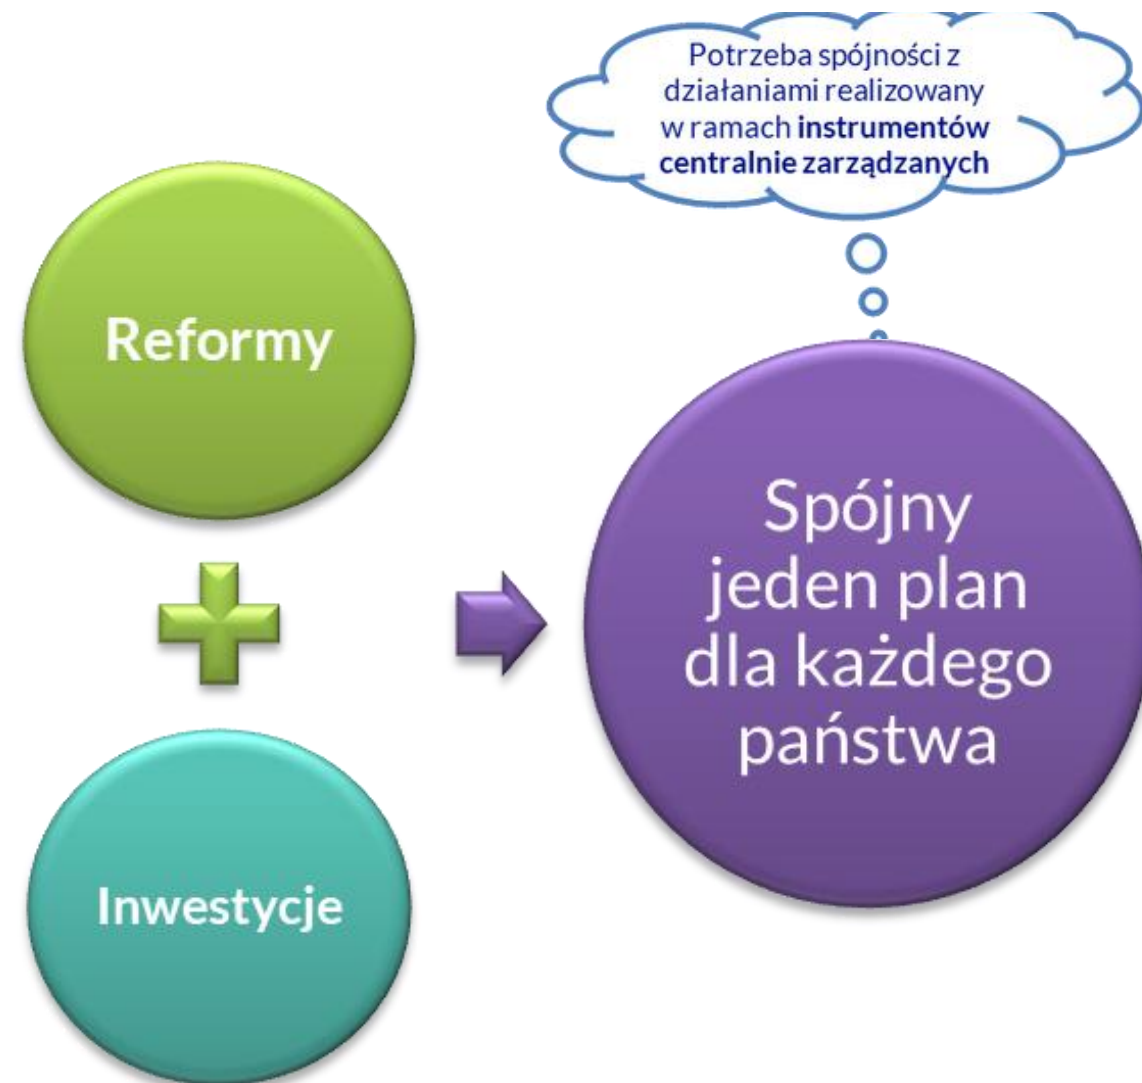 Potrzeba spójności z
działaniami realizowany
w ramach instrumentów
centralnie zarządzanych
Reformy
Inwestycje
Spójny
jeden plan
dla każdego
państwa